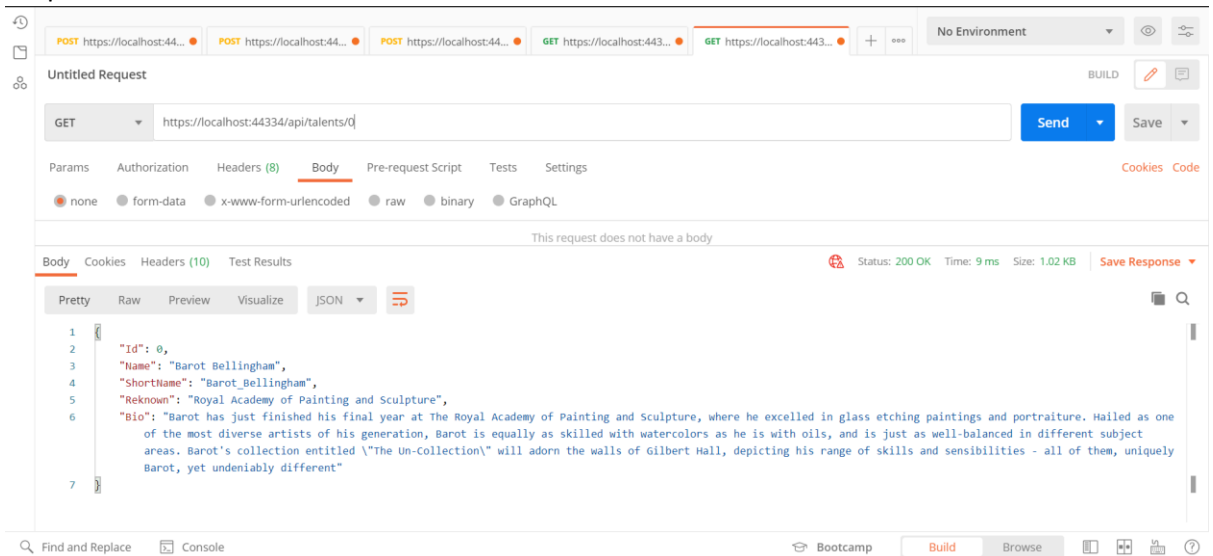 POST https://localhost:44... POST https://localhost:44... POST https://localhost:44... GET https://localhost:443... GET https://localhost:443... No Environment
Untitled Request BUILD
GET https://localhost:44334/api/talents/0 Send Save
Params Authorization Headers (8) Body Pre-request Script Tests Settings Cookies Code
none form-data x-www-form-urlencoded raw binary GraphQL
This request does not have a body
Body Cookies Headers (10) Test Results Status: 200 OK Time: 9 ms Size: 1.02 KB Save Response
Pretty Raw Preview Visualize JSON
1 {
2 "Id": 0,
3 "Name": "Barot Bellingham",
4 "ShortName": "Barot_Bellingham",
5 "Reknown": "Royal Academy of Painting and Sculpture",
6 "Bio": "Barot has just finished his final year at The Royal Academy of Painting and Sculpture, where he excelled in glass etching paintings and portraiture. Hailed as one
of the most diverse artists of his generation, Barot is equally as skilled with watercolors as he is with oils, and is just as well-balanced in different subject
areas. Barot's collection entitled \"The Un-Collection\" will adorn the walls of Gilbert Hall, depicting his range of skills and sensibilities - all of them, uniquely
Barot, yet undeniably different"
7 }
Find and Replace Console Bootcamp Build Browse